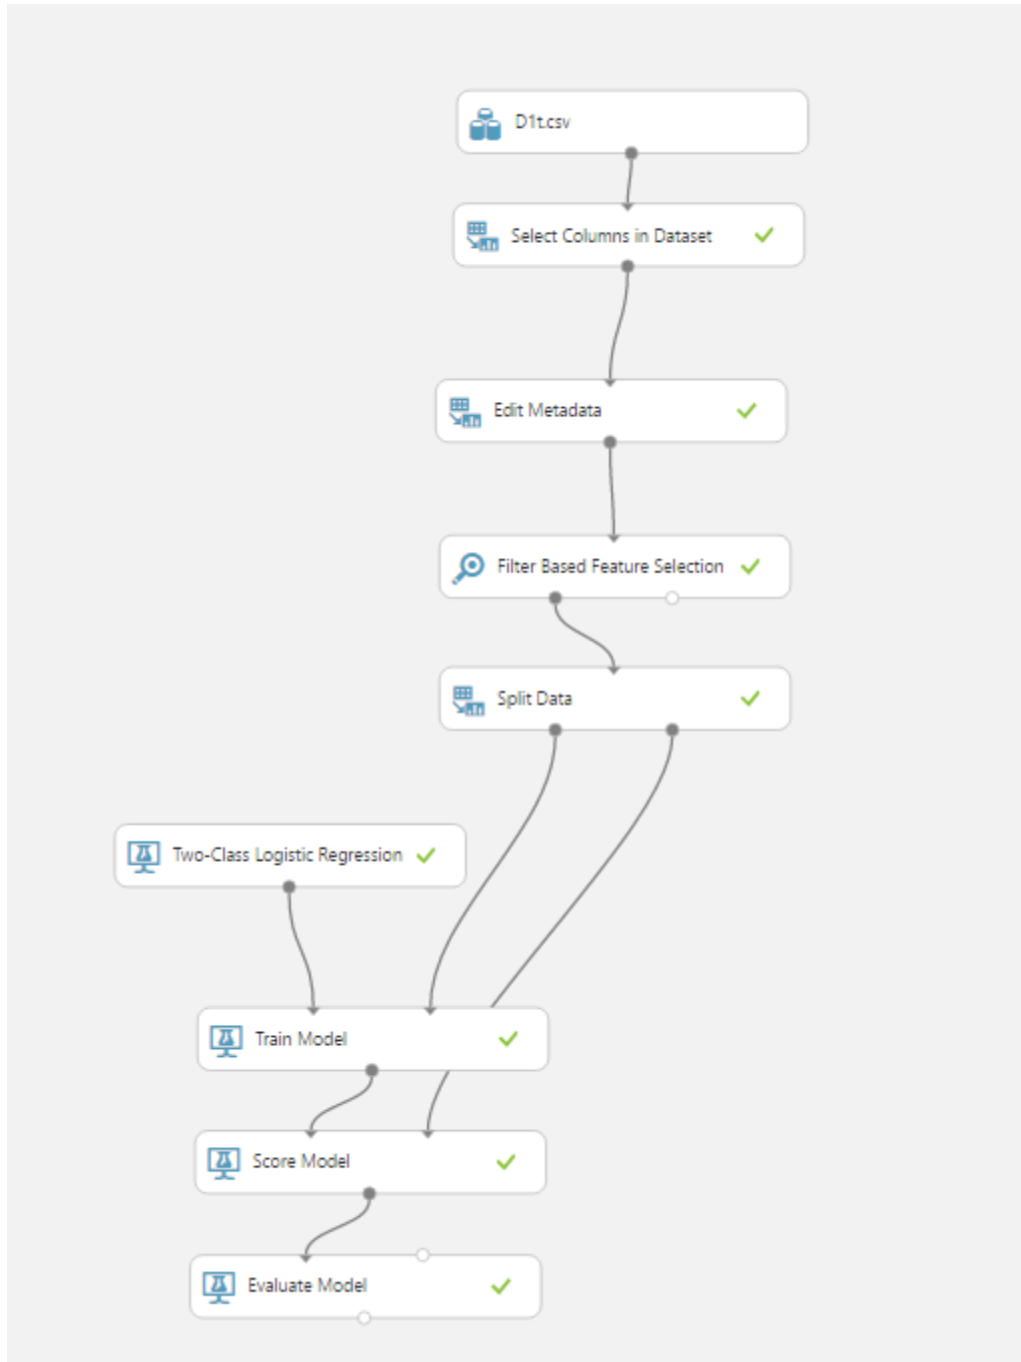 D1t.csv
Select Columns in Dataset
Edit Metadata
Filter Based Feature Selection
Split Data
Two-Class Logistic Regression
Train Model
Score Model
Evaluate Model